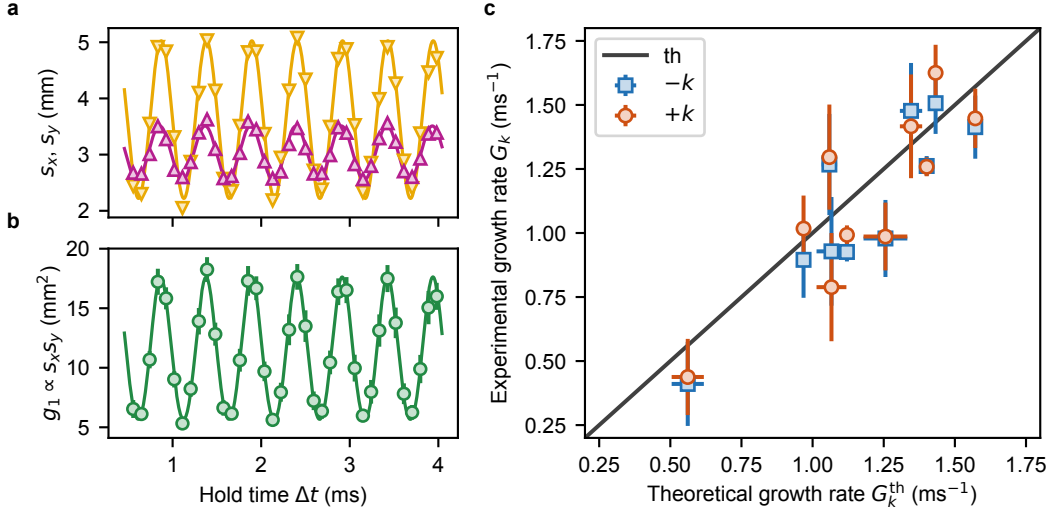 a
5
4
3
2
s_x, s_y (mm)
b
20
15
10
5
g_1 ∝ s_x s_y (mm²)
1
2
3
4
Hold time Δt (ms)
c
th
−k
+k
1.75
1.50
1.25
1.00
0.75
0.50
0.25
Experimental growth rate G_k (ms⁻¹)
0.25 0.50 0.75 1.00 1.25 1.50 1.75
Theoretical growth rate G_k^th (ms⁻¹)